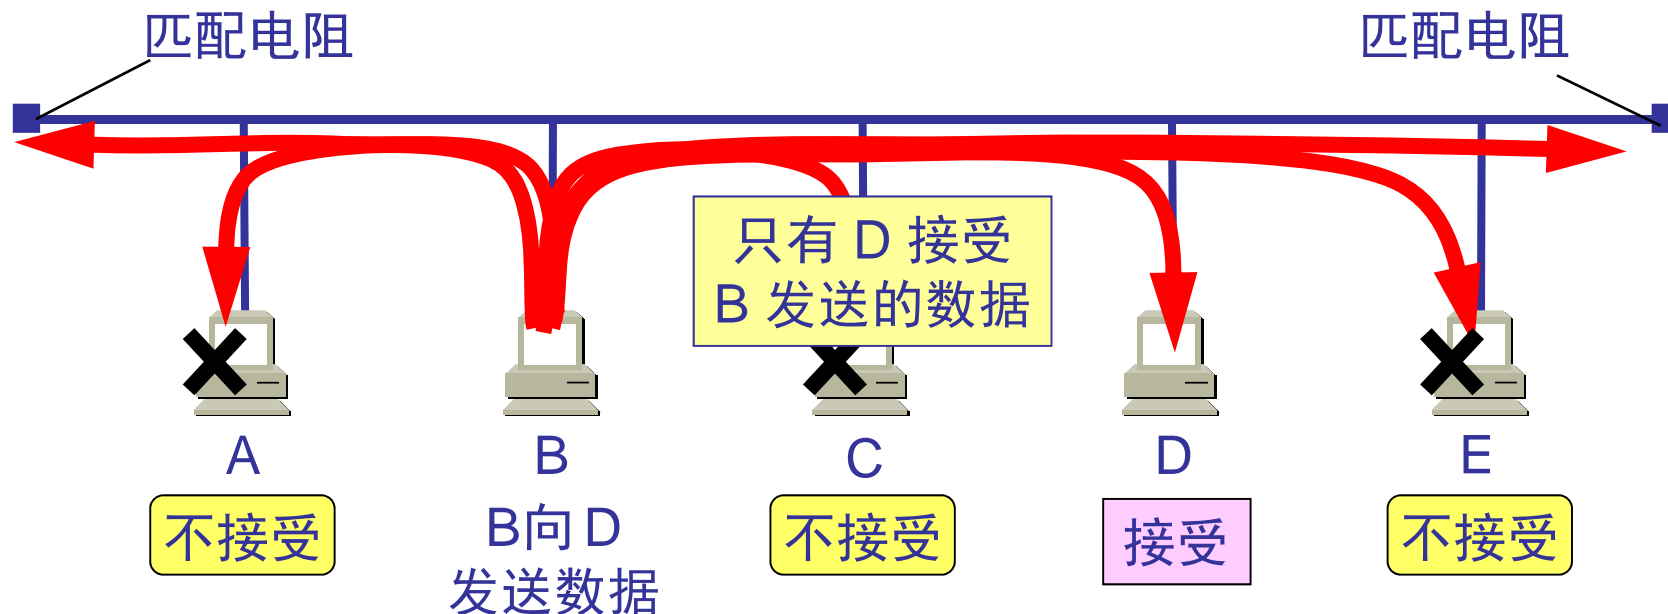 匹配电阻
匹配电阻
只有 D 接受
B 发送的数据
A
B
C
D
E
不接受
B向 D
发送数据
不接受
接受
不接受